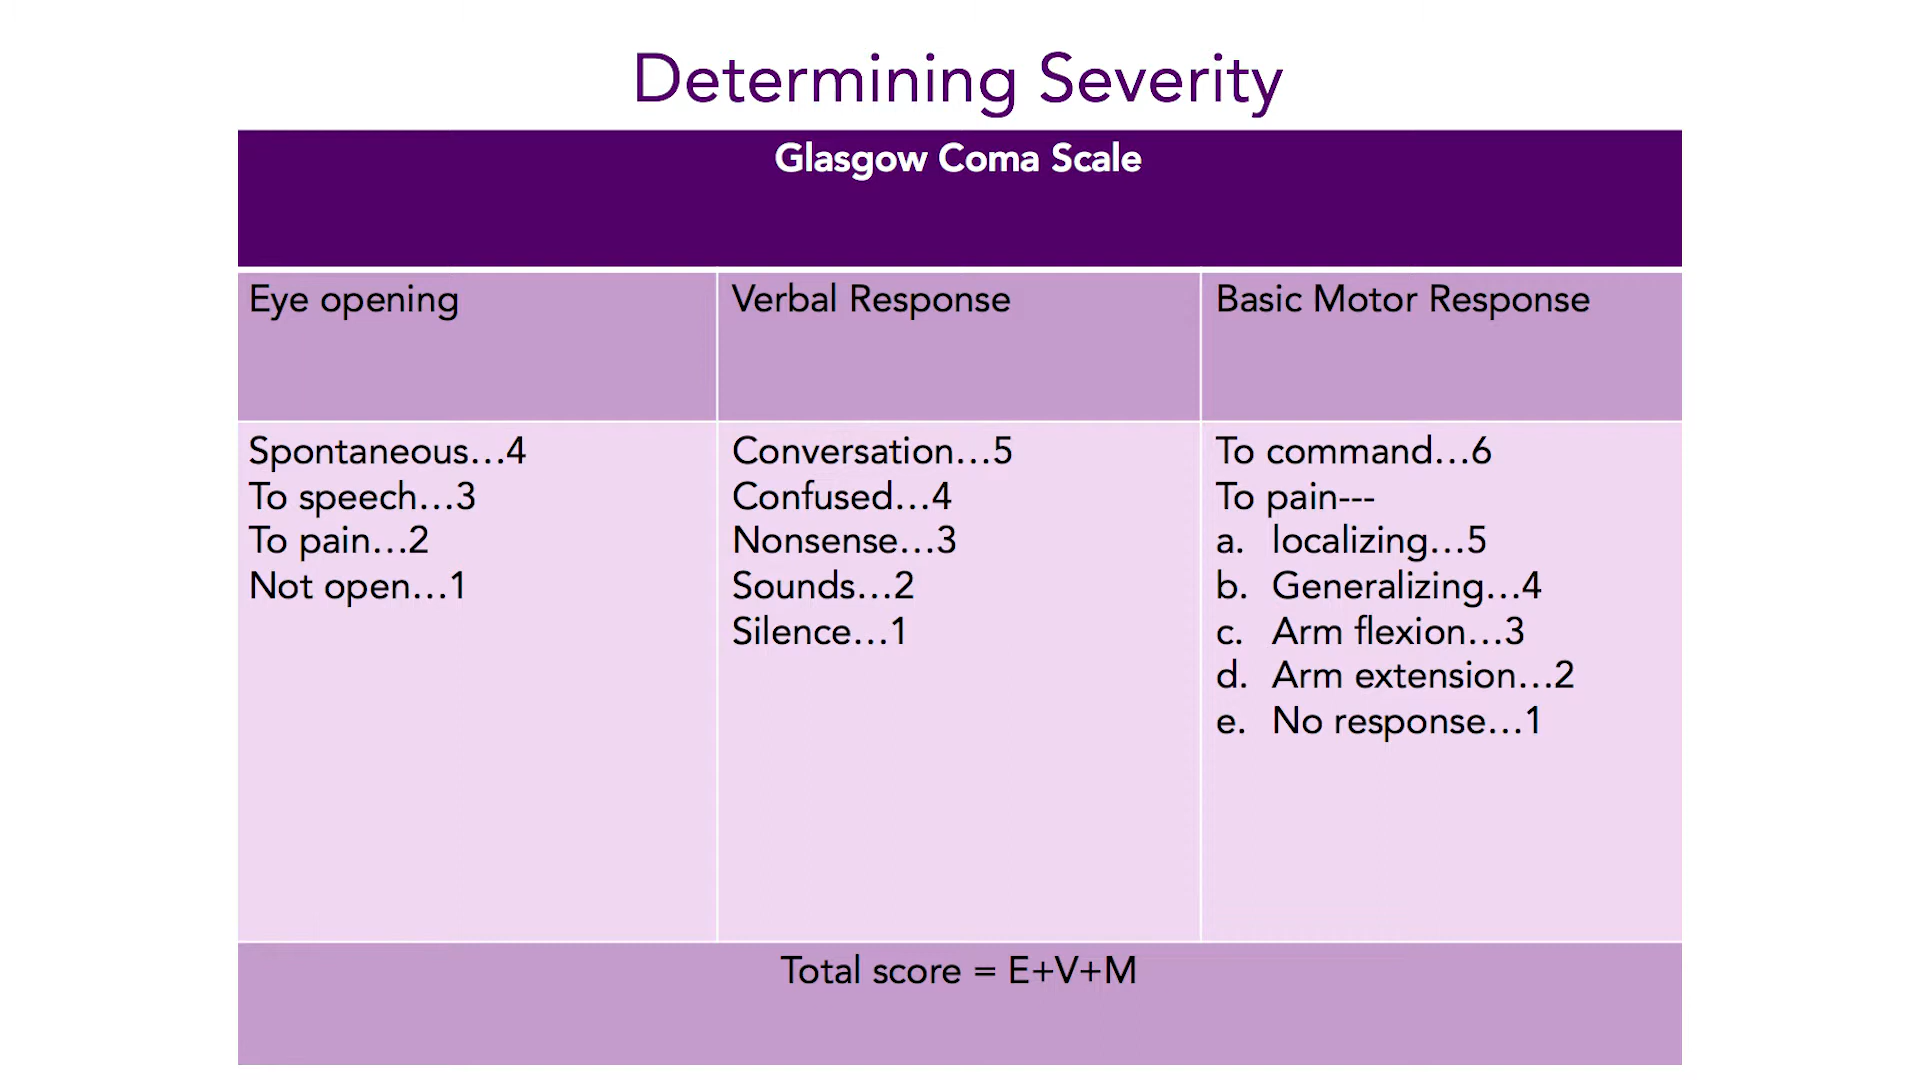 Determining Severity
Glasgow Coma Scale
Eye opening
Verbal Response
Basic Motor Response
Spontaneous…4
To speech…3
To pain…2
Not open…1
Conversation…5
Confused…4
Nonsense…3
Sounds…2
Silence…1
To command…6
To pain---
a. localizing…5
b. Generalizing…4
c. Arm flexion…3
d. Arm extension…2
e. No response…1
Total score = E+V+M